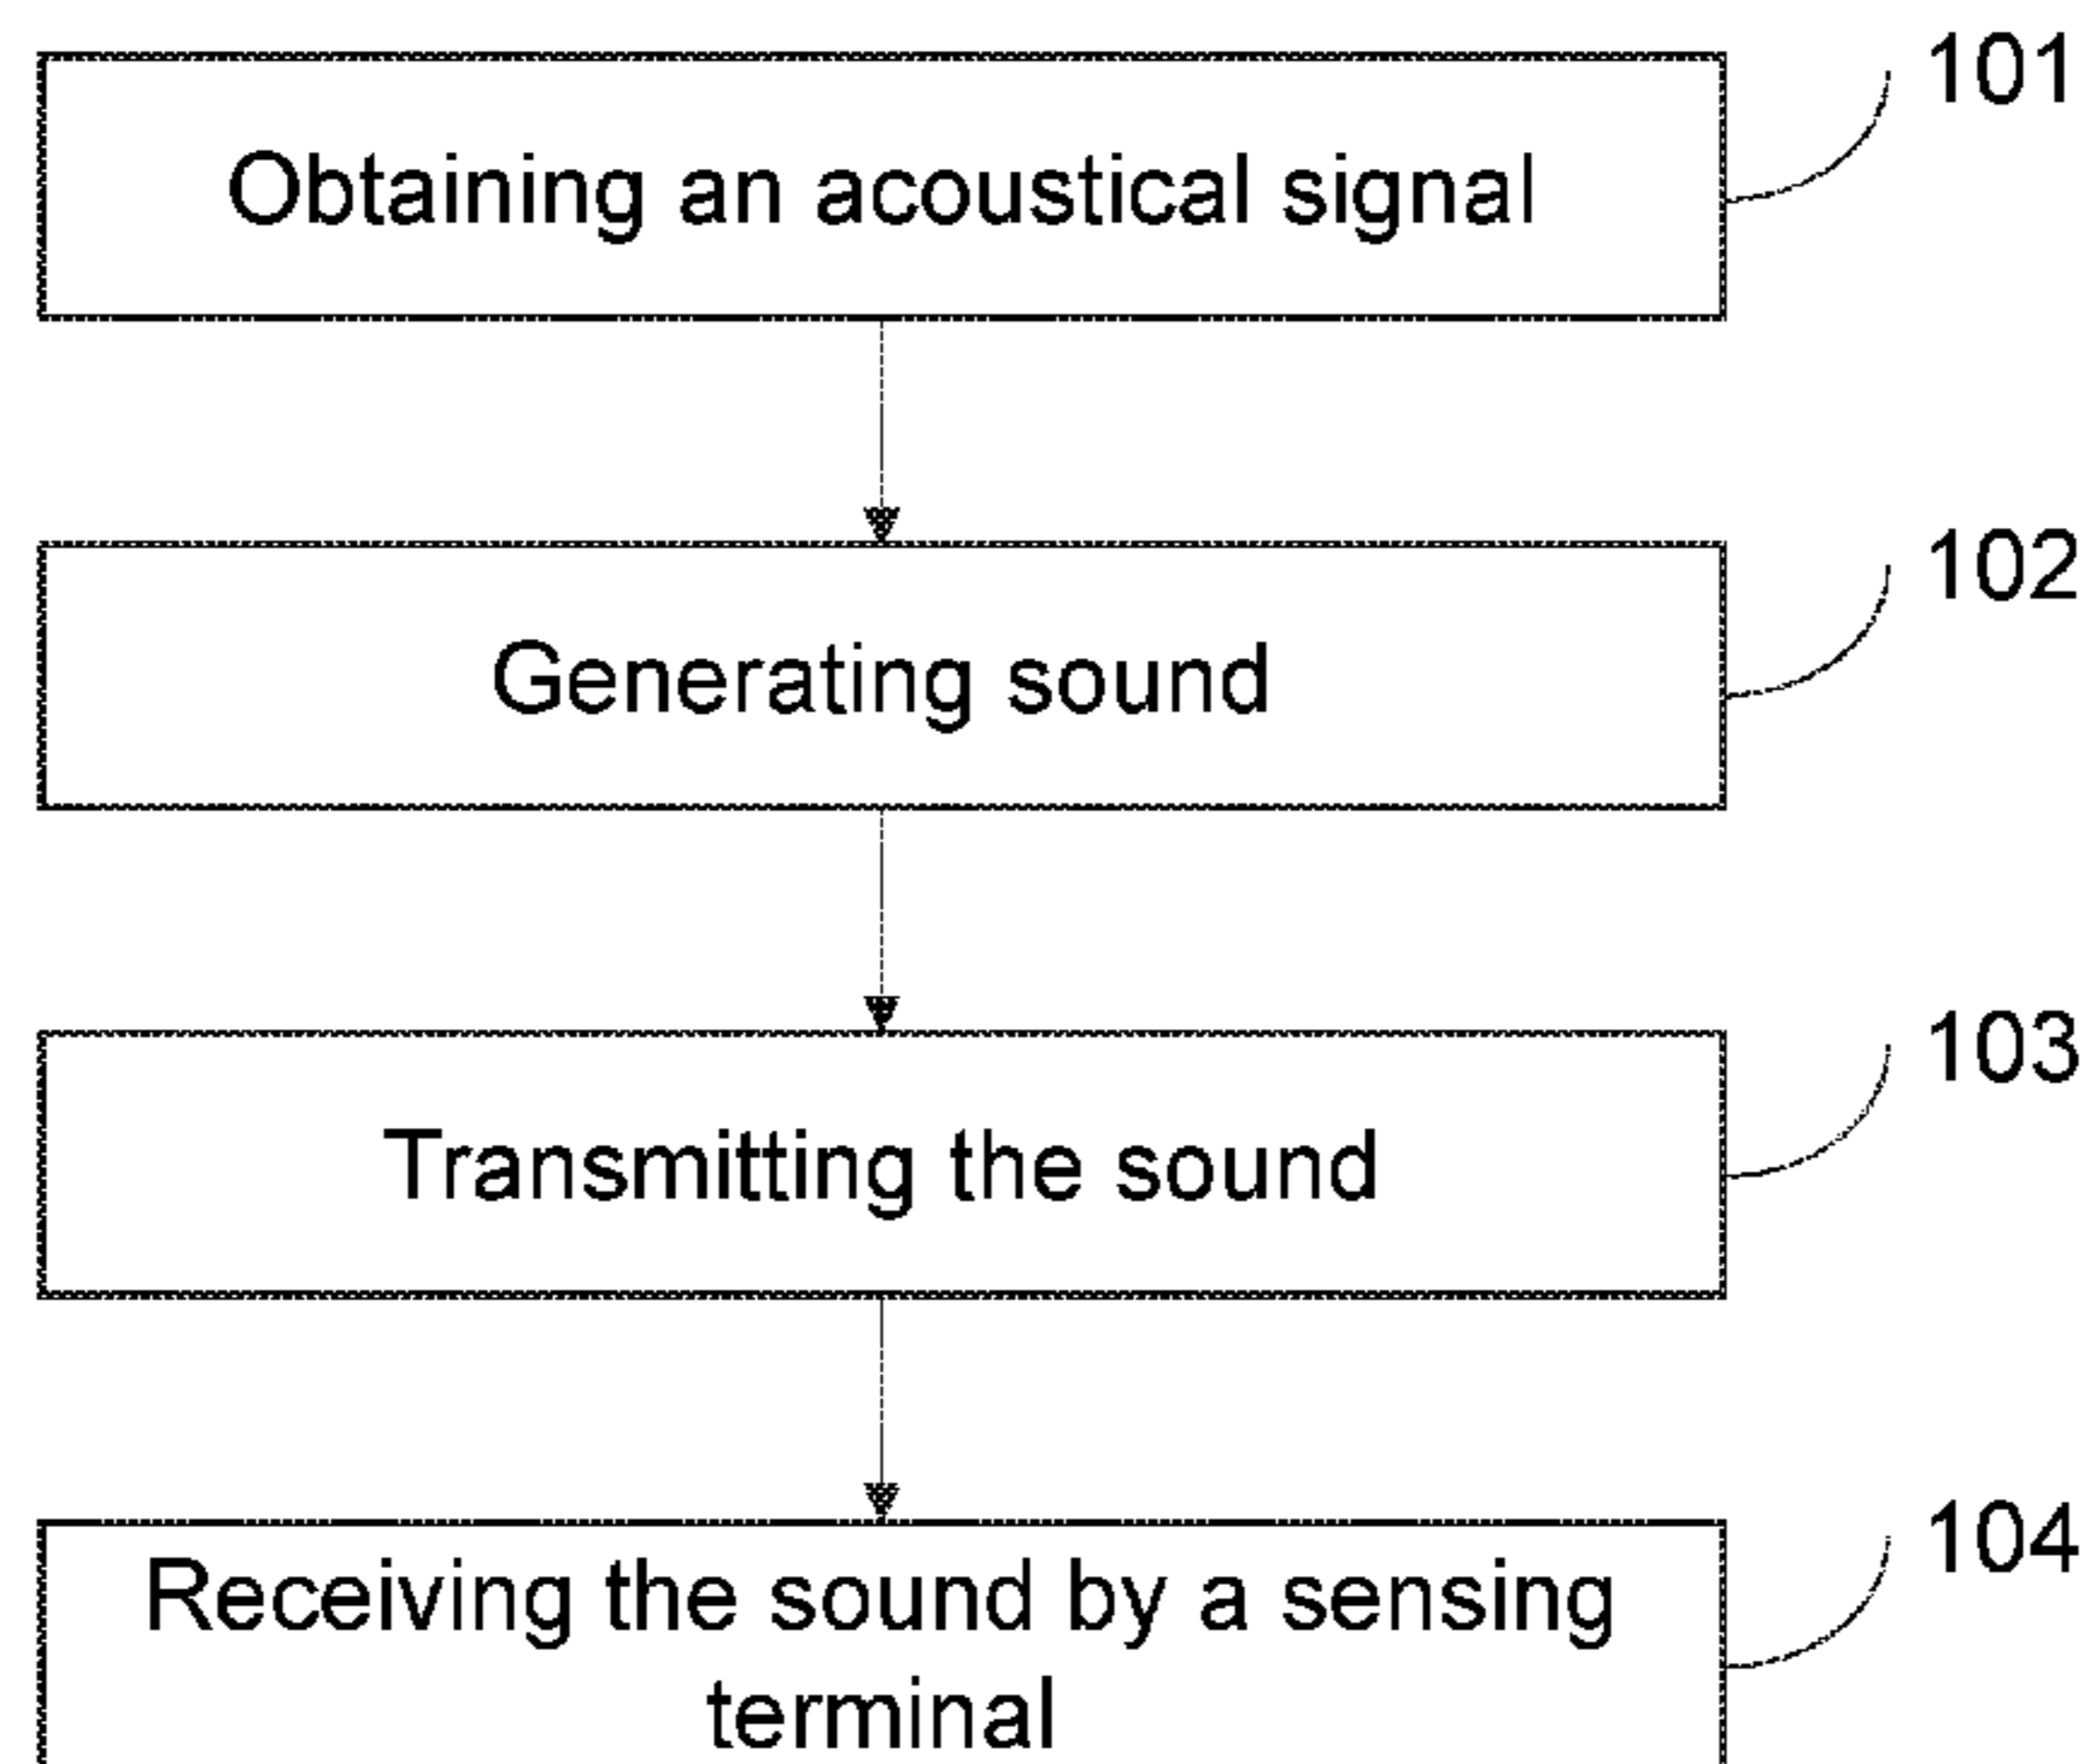 101
Obtaining an acoustical signal
102
Generating sound
103
Transmitting the sound
104
Receiving the sound by a sensing
terminal